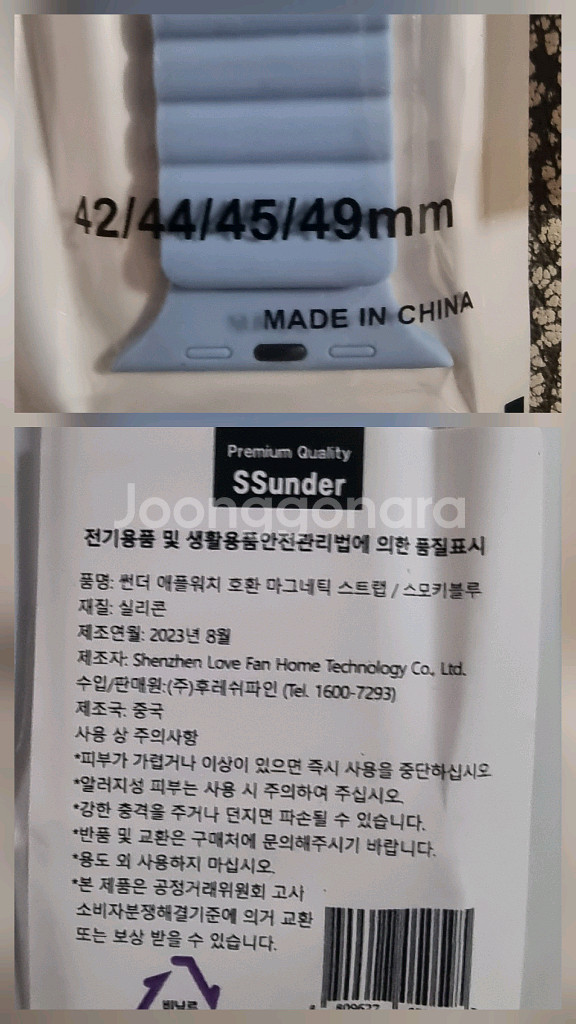 42/44/45/49mm
MADE IN CHINA
Premium Quality
SSunder
Joonggonara
전기용품 및 생활용품안전관리법에 의한 품질표시
품명: 썬더 애플워치 호환 마그네틱 스트랩 / 스모키블루
재질: 실리콘
제조연월: 2023년 8월
제조자: Shenzhen Love Fan Home Technology Co., Ltd.
수입/판매원:(주)후레쉬파인 (Tel. 1600-7293)
제조국: 중국
사용 상 주의사항
*피부가 가렵거나 이상이 있으면 즉시 사용을 중단하십시오
*알러지성 피부는 사용 시 주의하여 주십시오.
*강한 충격을 주거나 던지면 파손될 수 있습니다.
*반품 및 교환은 구매처에 문의해주시기 바랍니다.
*용도 외 사용하지 마십시오.
*본 제품은 공정거래위원회 고사
소비자분쟁해결기준에 의거 교환
또는 보상 받을 수 있습니다.
비닐류